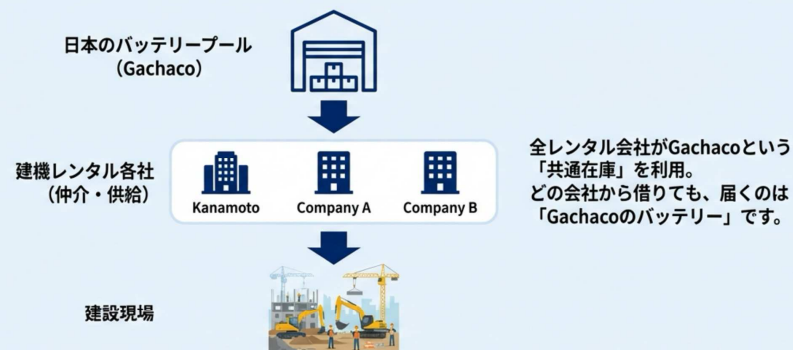 日本のバッテリープール
（Gachaco）
建機レンタル各社
（仲介・供給）
Kanamoto
Company A
Company B
全レンタル会社がGachacoという
「共通在庫」を利用。
どの会社から借りても、届くのは
「Gachacoのバッテリー」です。
建設現場